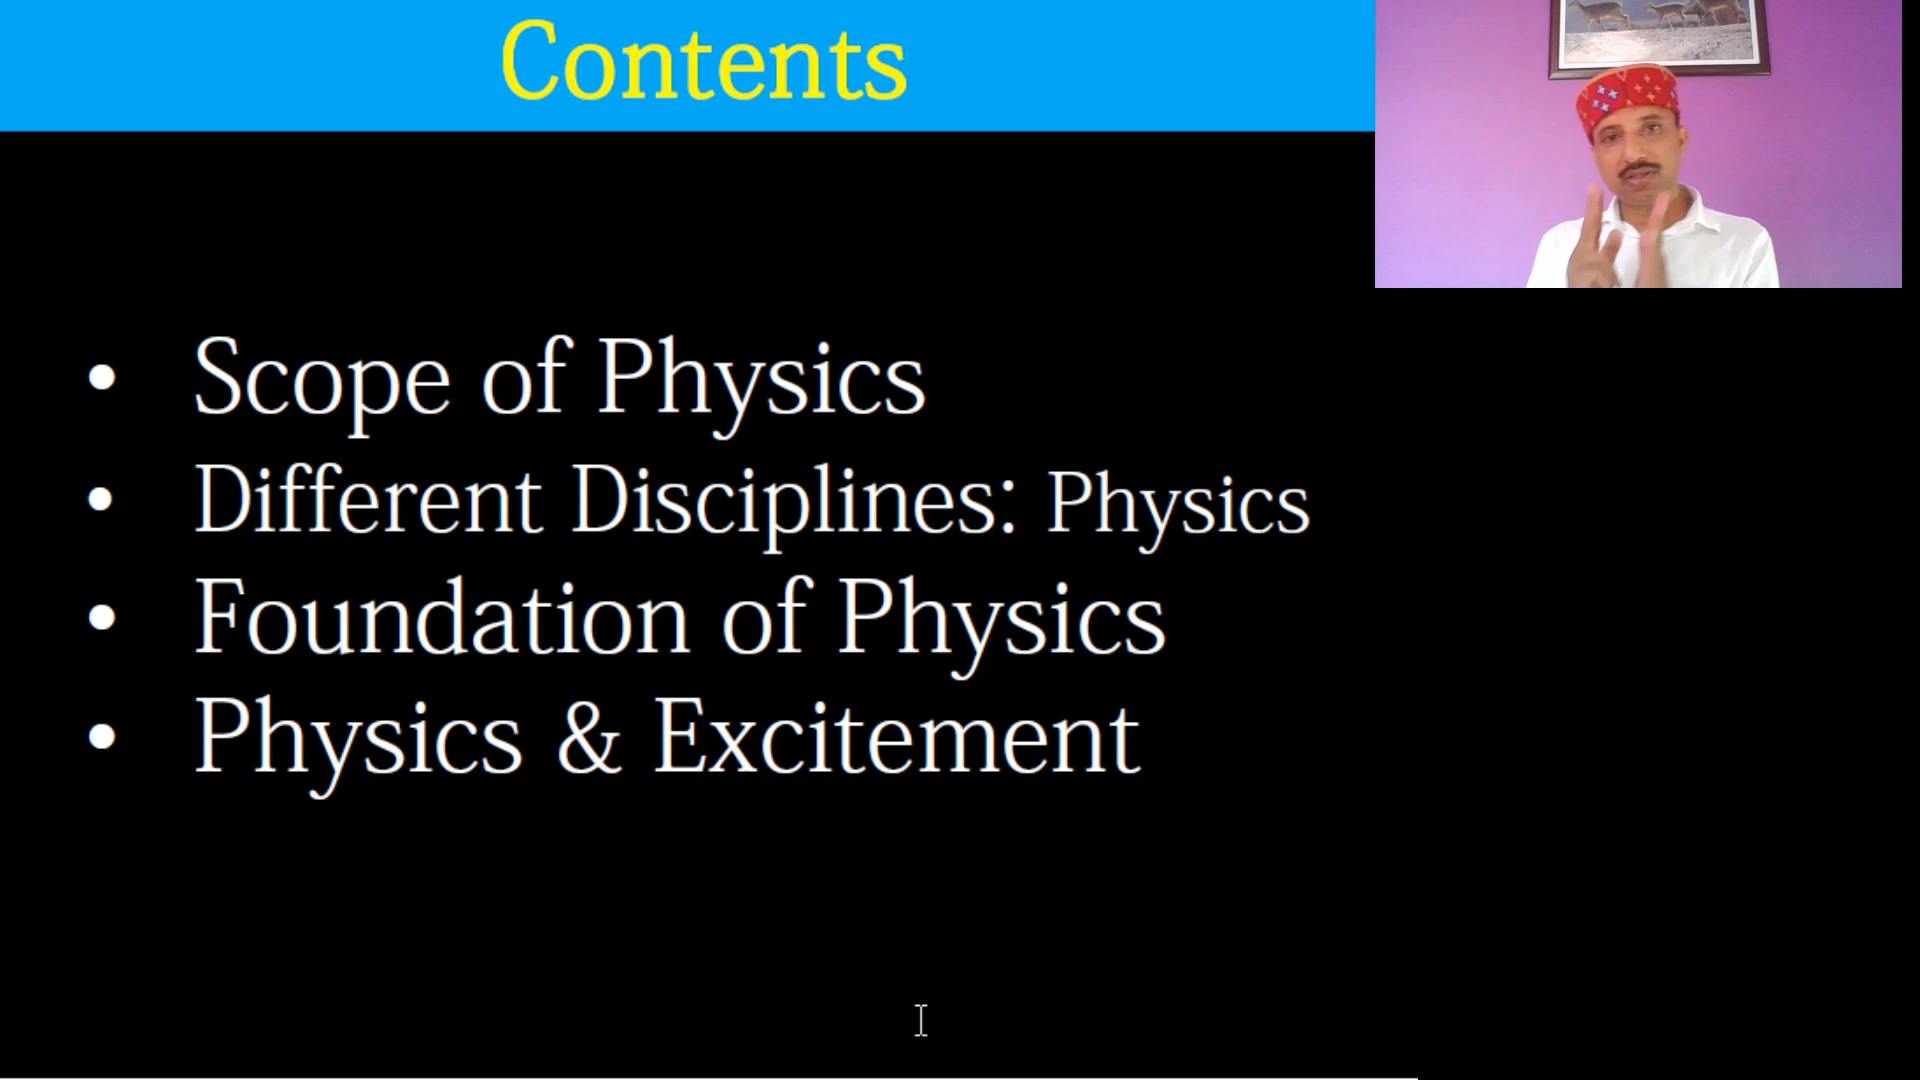 Contents
• Scope of Physics
• Different Disciplines: Physics
• Foundation of Physics
• Physics & Excitement